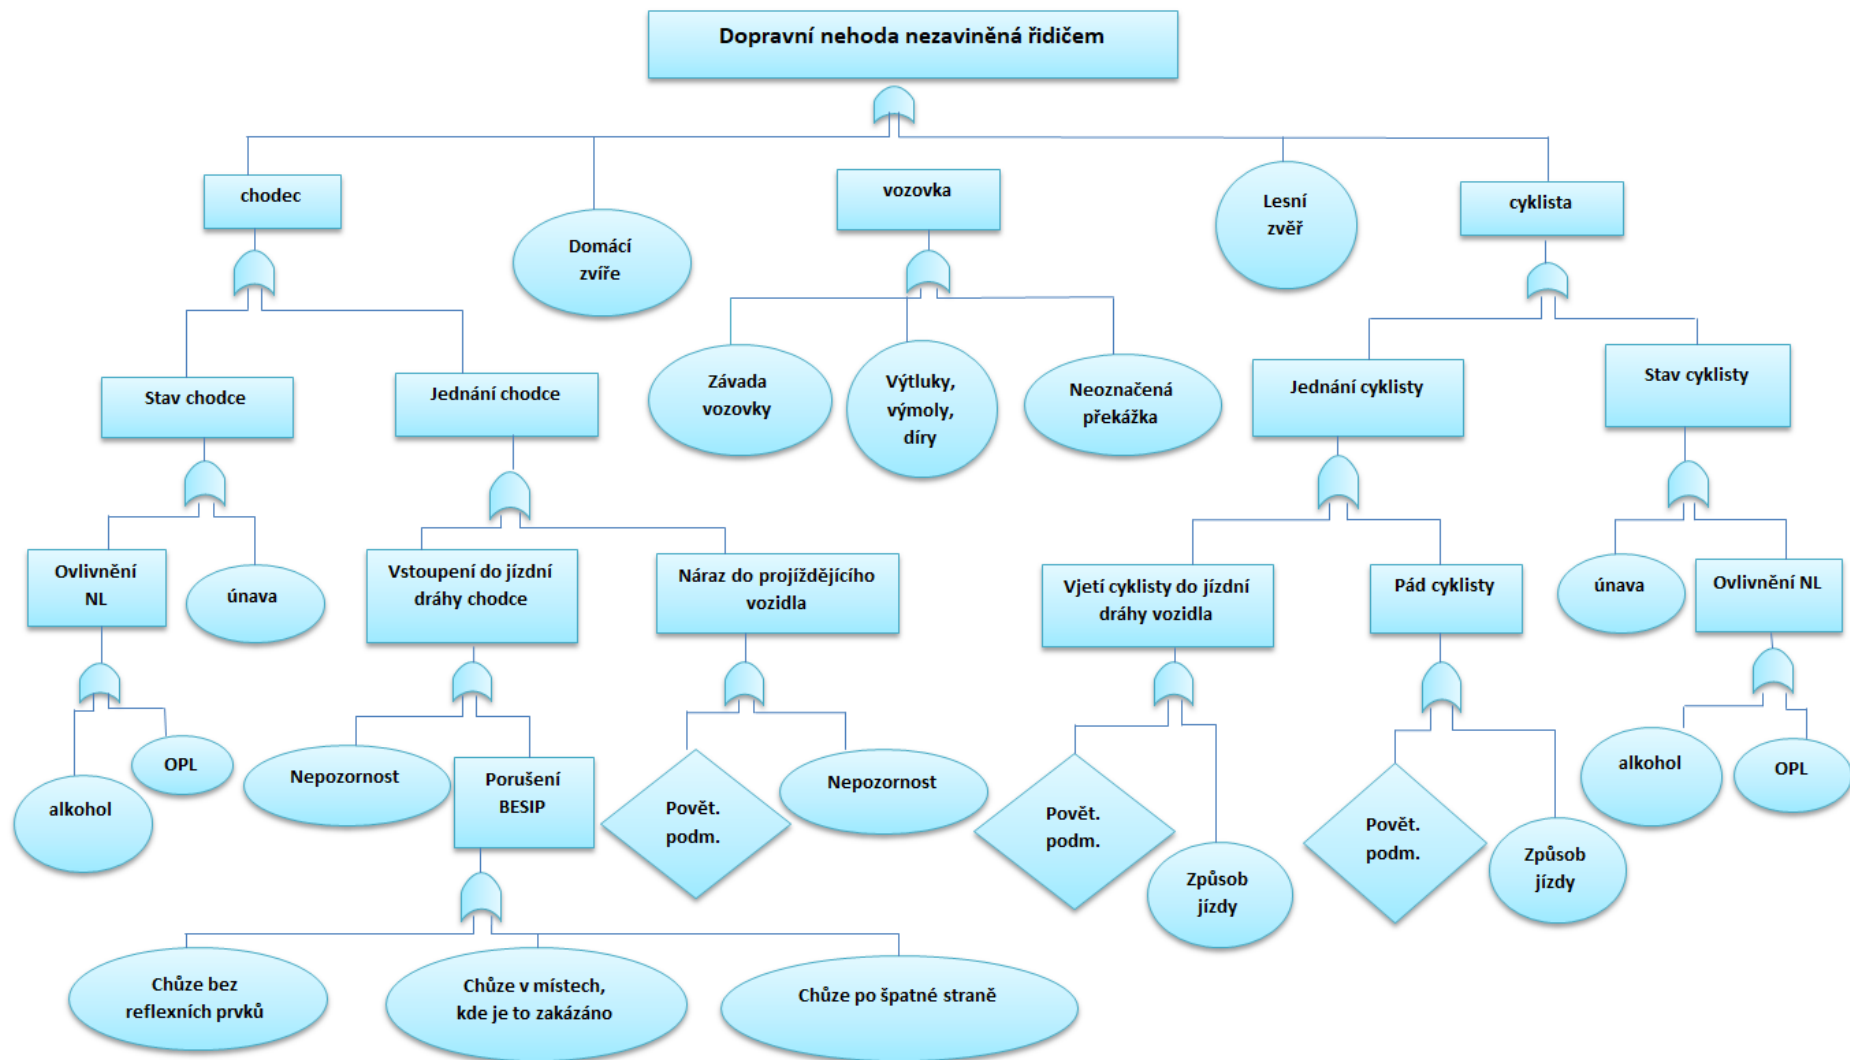 Dopravní nehoda nezaviněná řidičem
chodec
Domácí
zvíře
vozovka
Lesní
zvěř
cyklista
Stav chodce
Jednání chodce
Závada
vozovky
Výtluky,
výmoly,
díry
Neoznačená
překážka
Jednání cyklisty
Stav cyklisty
Ovlivnění
NL
únava
Vstoupení do jízdní
dráhy chodce
Náraz do projíždějícího
vozidla
Vjetí cyklisty do jízdní
dráhy vozidla
Pád cyklisty
únava
Ovlivnění NL
alkohol
OPL
Nepozornost
Porušení
BESIP
Povět.
podm.
Nepozornost
Povět.
podm.
Způsob
jízdy
Povět.
podm.
Způsob
jízdy
alkohol
OPL
Chůze bez
reflexních prvků
Chůze v místech,
kde je to zakázáno
Chůze po špatné straně